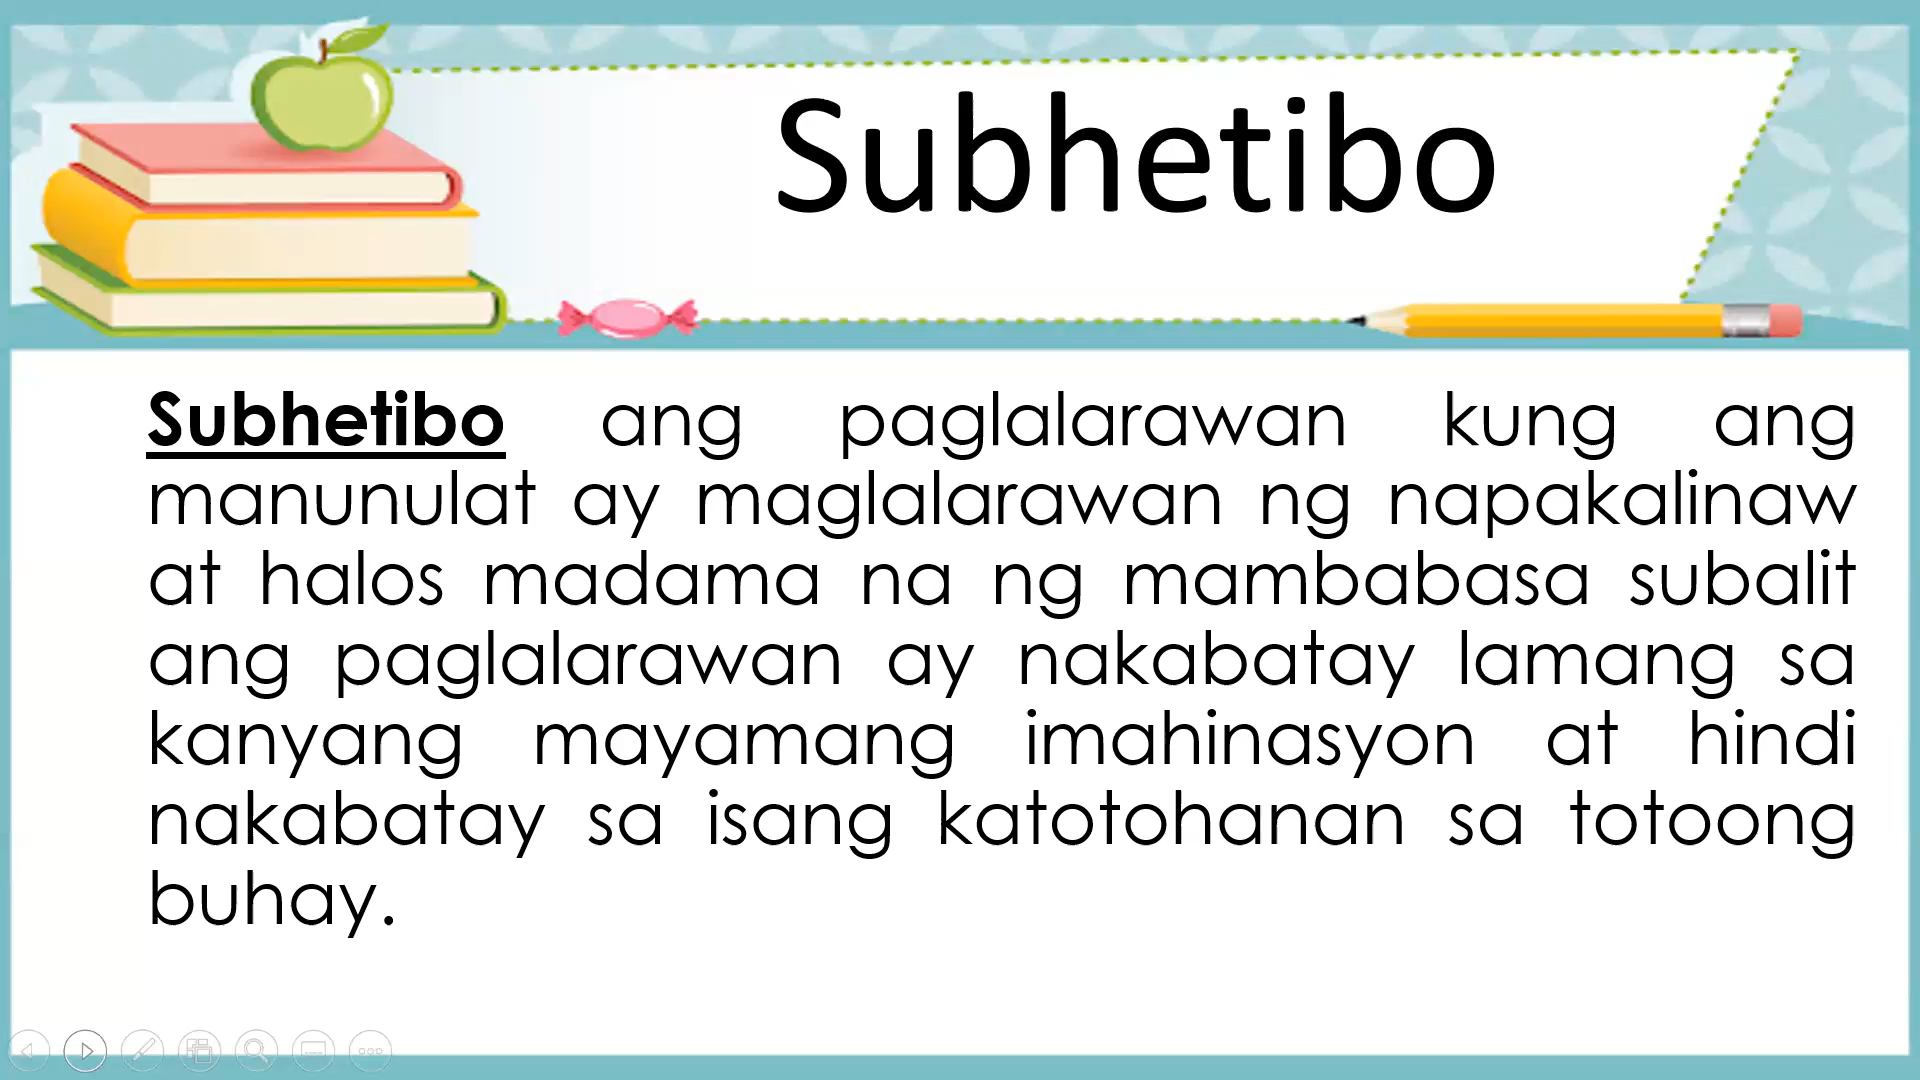 Subhetibo
Subhetibo ang paglalarawan kung ang
manunulat ay maglalarawan ng napakalinaw
at halos madama na ng mambabasa subalit
ang paglalarawan ay nakabatay lamang sa
kanyang mayamang imahinasyon at hindi
nakabatay sa isang katotohanan sa totoong
buhay.